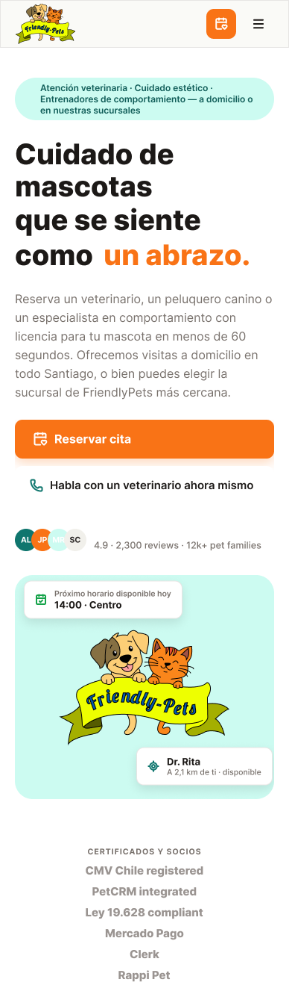 Friendly-Pets
Atención veterinaria · Cuidado estético ·
Entrenadores de comportamiento — a domicilio o
en nuestras sucursales
Cuidado de
mascotas
que se siente
como un abrazo.
Reserva un veterinario, un peluquero canino o
un especialista en comportamiento con
licencia para tu mascota en menos de 60
segundos. Ofrecemos visitas a domicilio en
todo Santiago, o bien puedes elegir la
sucursal de FriendlyPets más cercana.
Reservar cita
Habla con un veterinario ahora mismo
AL JP MR SC 4.9 · 2,300 reviews · 12k+ pet families
Próximo horario disponible hoy
14:00 · Centro
Friendly-Pets
Dr. Rita
A 2,1 km de ti · disponible
CERTIFICADOS Y SOCIOS
CMV Chile registered
PetCRM integrated
Ley 19.628 compliant
Mercado Pago
Clerk
Rappi Pet